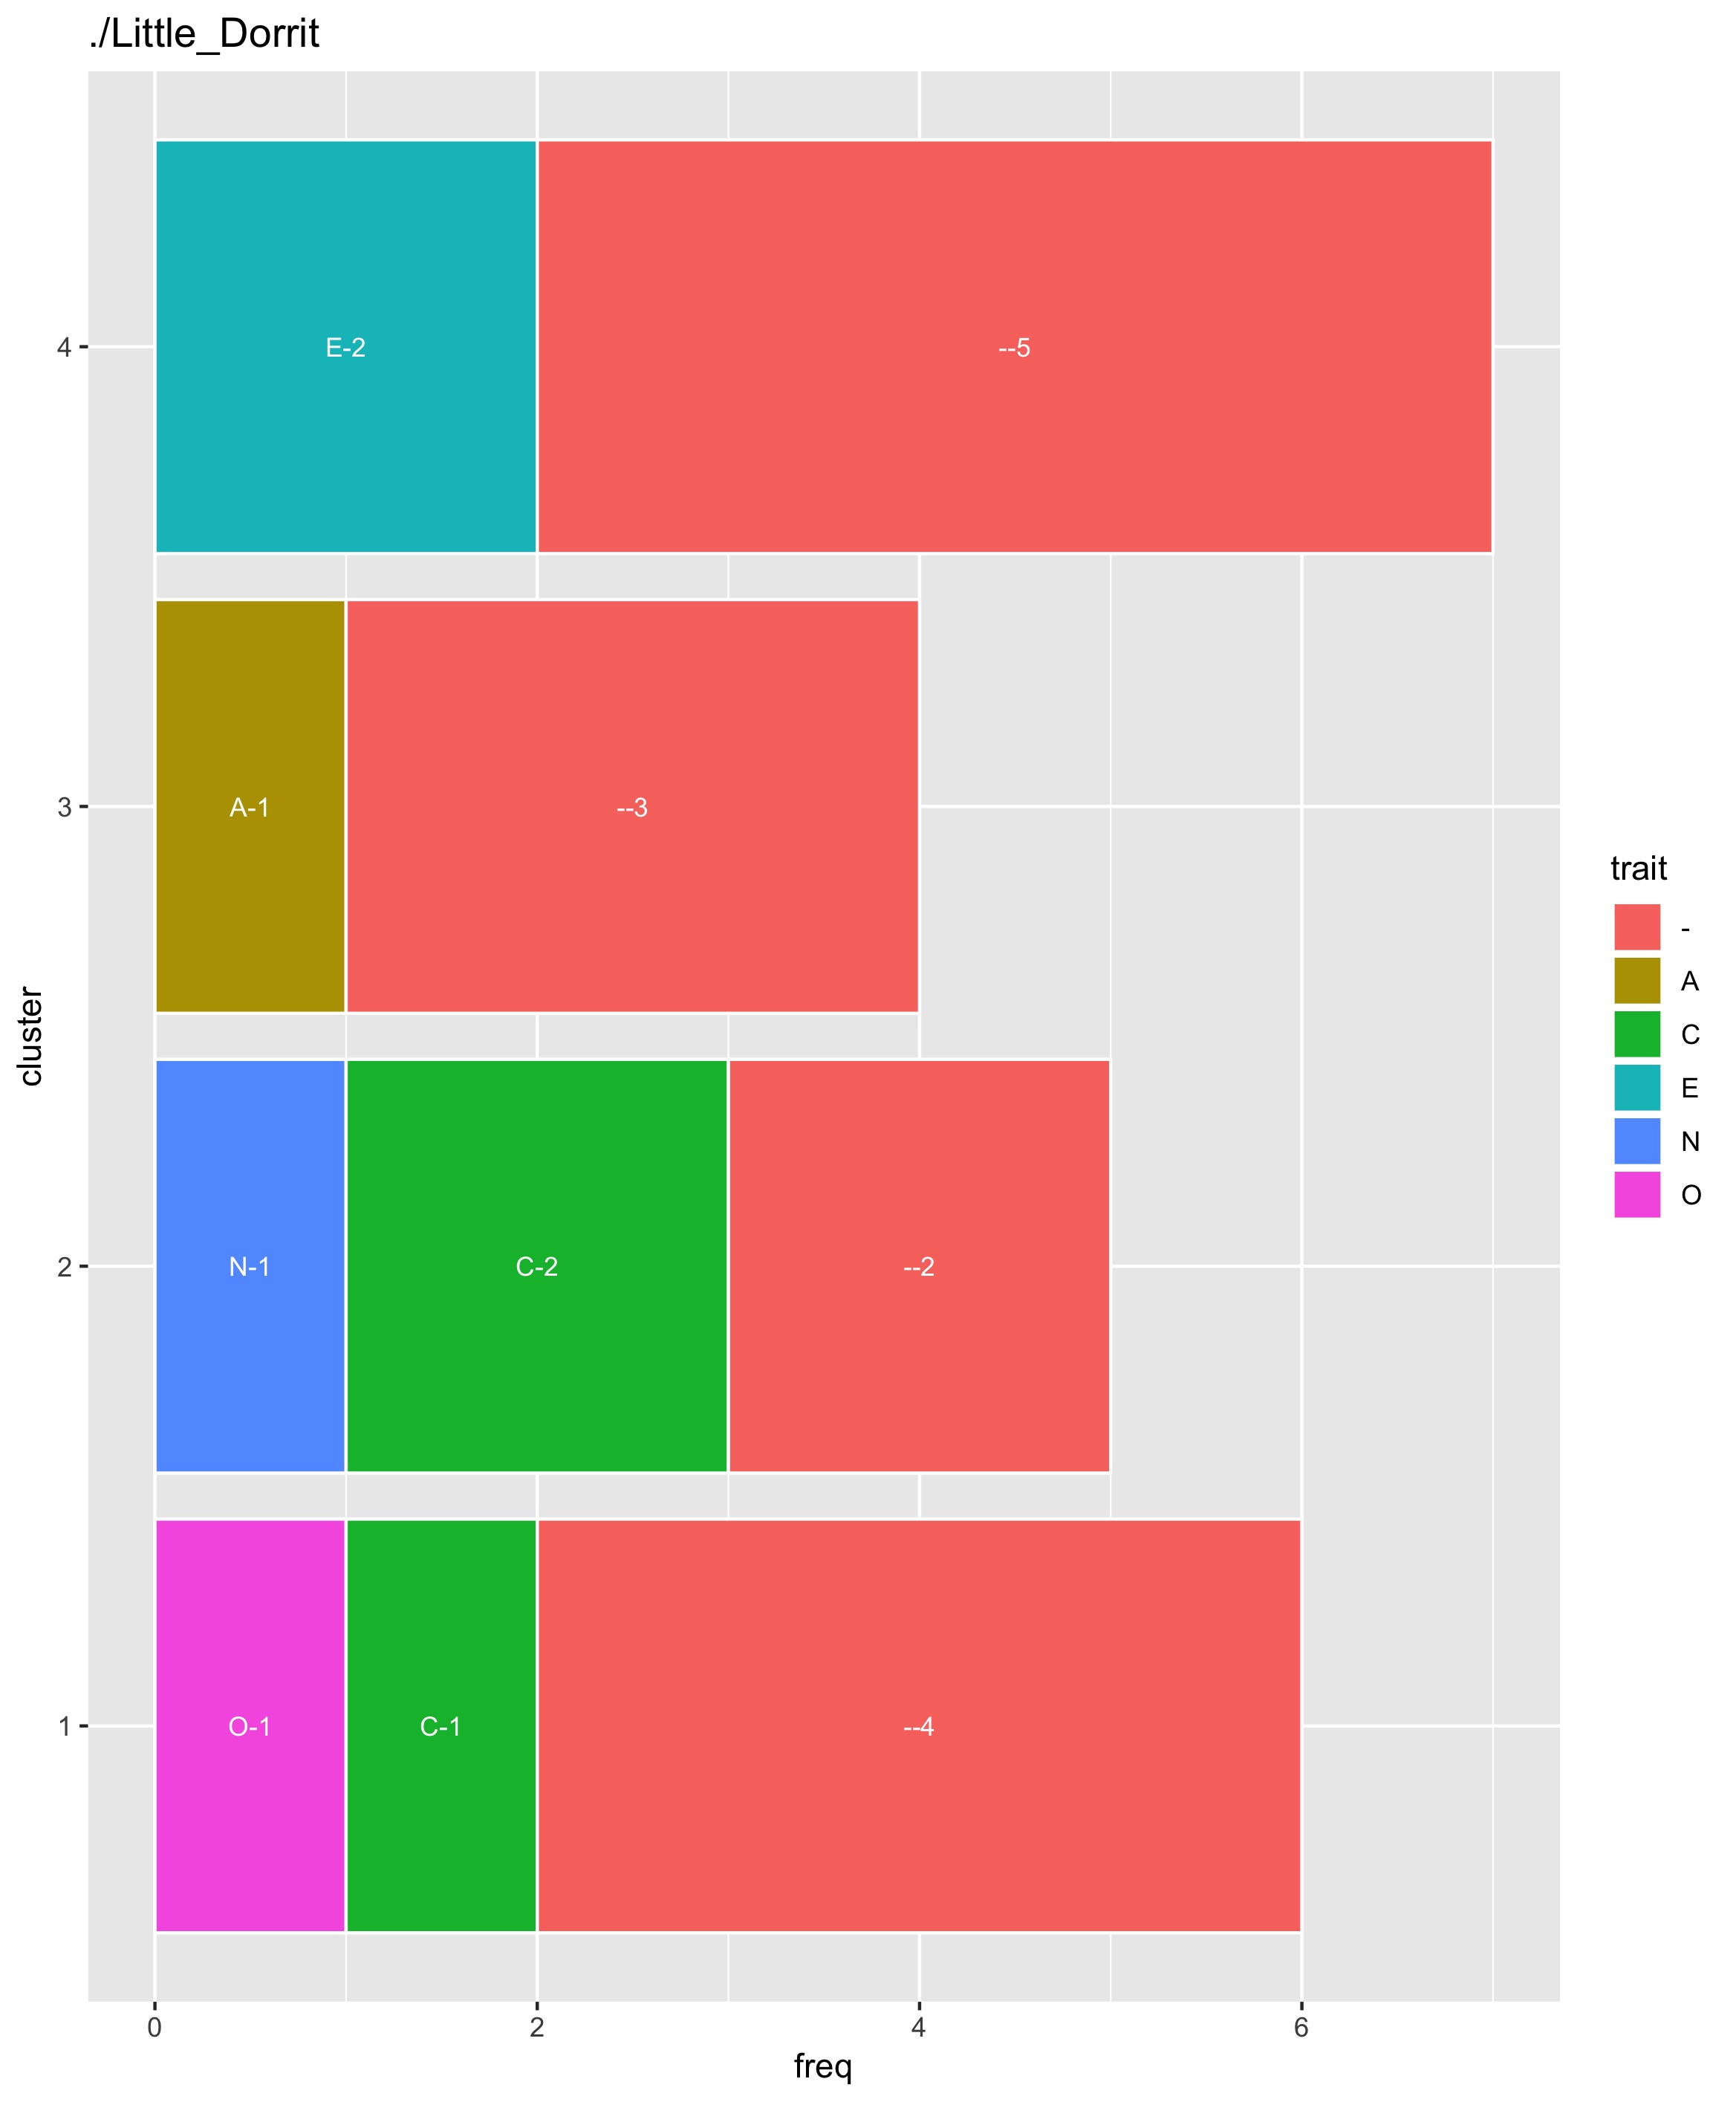 ./Little_Dorrit
4
E-2
--5
3
A-1
--3
2
N-1
C-2
--2
1
O-1
C-1
--4
0
2
4
6
freq
cluster
trait
-
A
C
E
N
O